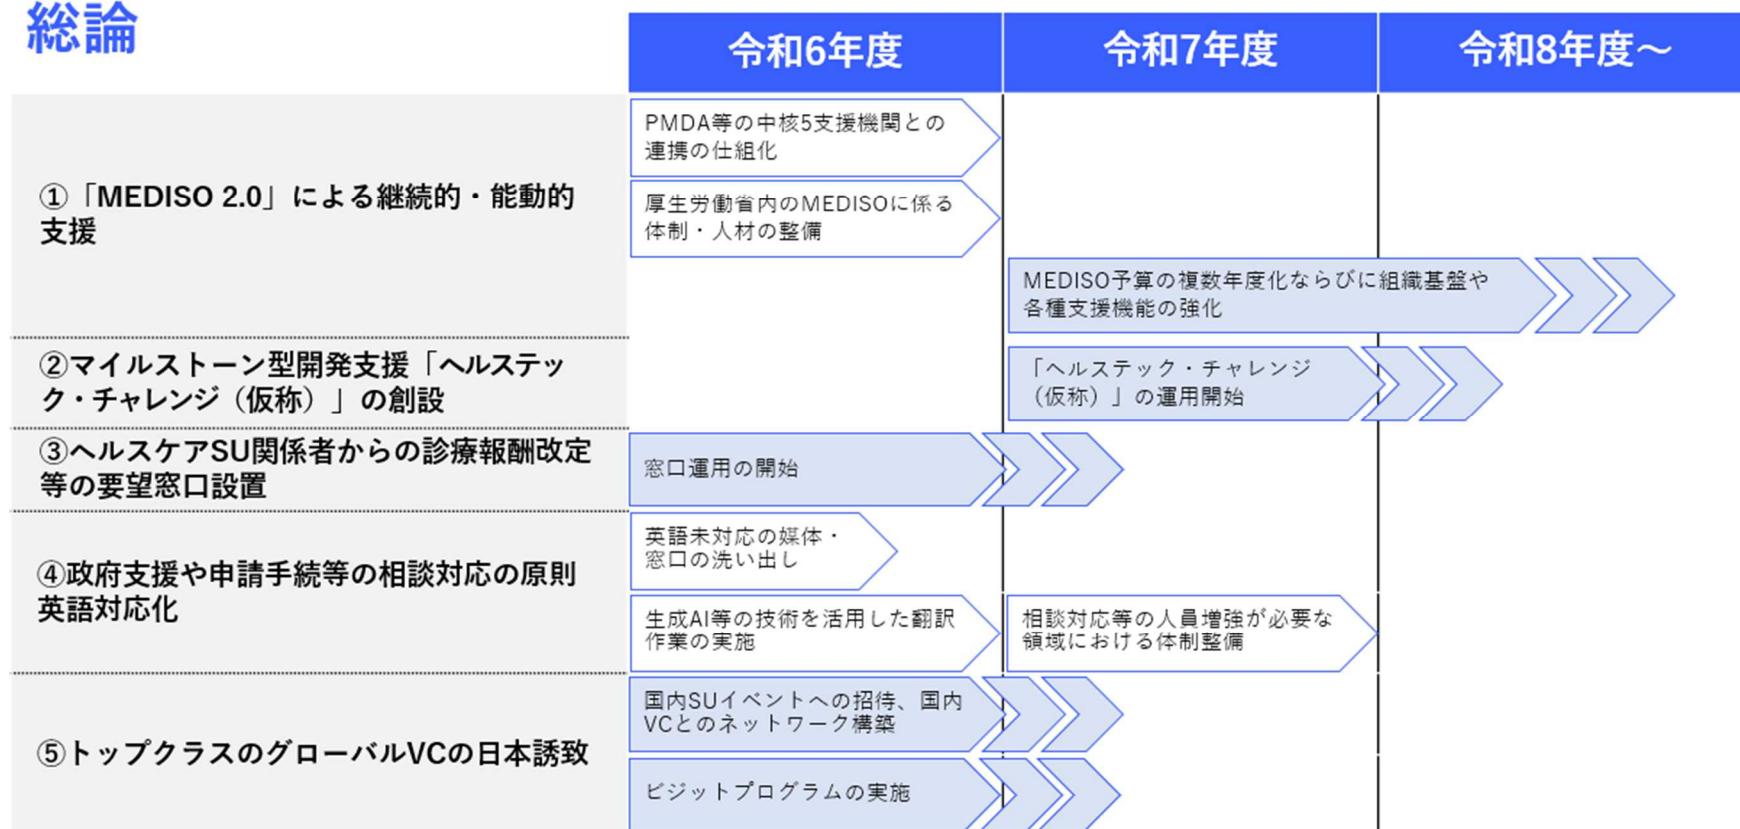 総論
令和6年度
令和7年度
令和8年度～
①「MEDISO 2.0」による継続的・能動的
支援
PMDA等の中核5支援機関との
連携の仕組化
厚生労働省内のMEDISOに係る
体制・人材の整備
MEDISO予算の複数年度化ならびに組織基盤や
各種支援機能の強化
②マイルストーン型開発支援「ヘルステッ
ク・チャレンジ（仮称）」の創設
「ヘルステック・チャレンジ
（仮称）」の運用開始
③ヘルスケアSU関係者からの診療報酬改定
等の要望窓口設置
窓口運用の開始
④政府支援や申請手続等の相談対応の原則
英語対応化
英語未対応の媒体・
窓口の洗い出し
生成AI等の技術を活用した翻訳
作業の実施
相談対応等の人員増強が必要な
領域における体制整備
⑤トップクラスのグローバルVCの日本誘致
国内SUイベントへの招待、国内
VCとのネットワーク構築
ビジットプログラムの実施